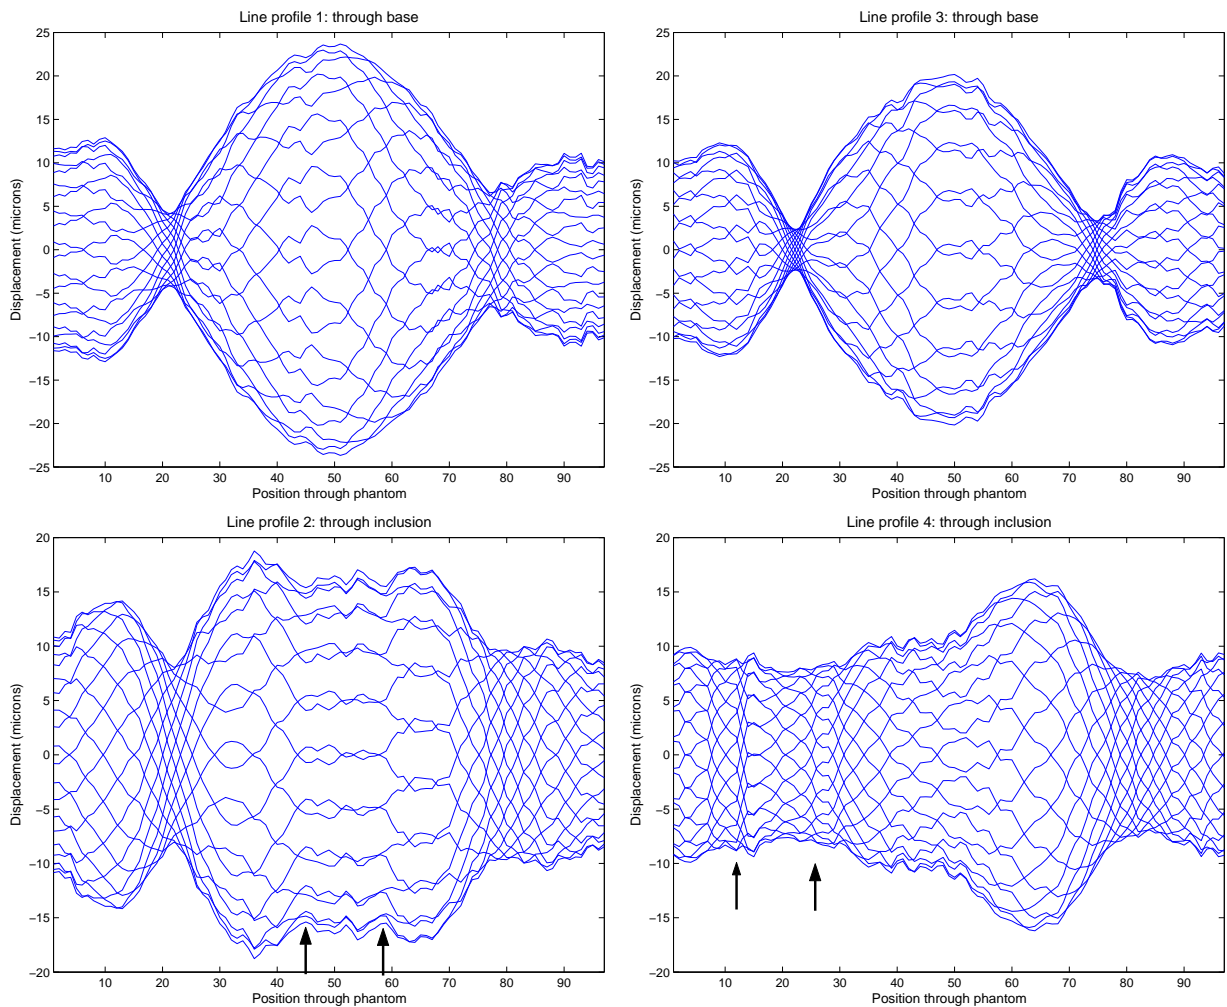 Line profile 1: through base
25
20
15
10
5
0
−5
−10
−15
−20
−25
Displacement (microns)
10 20 30 40 50 60 70 80 90
Position through phantom
Line profile 3: through base
25
20
15
10
5
0
−5
−10
−15
−20
−25
Displacement (microns)
10 20 30 40 50 60 70 80 90
Position through phantom
Line profile 2: through inclusion
20
15
10
5
0
−5
−10
−15
−20
Displacement (microns)
10 20 30 40 50 60 70 80 90
Position through phantom
Line profile 4: through inclusion
20
15
10
5
0
−5
−10
−15
−20
Displacement (microns)
10 20 30 40 50 60 70 80 90
Position through phantom